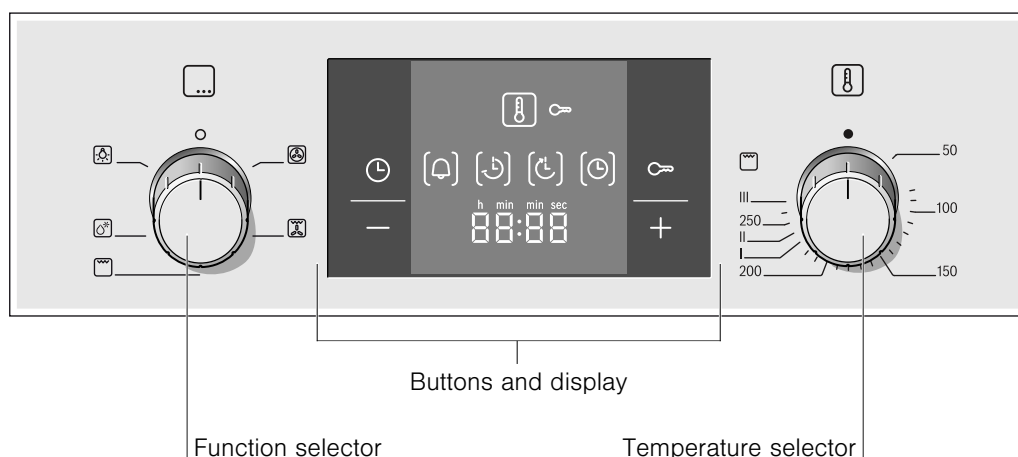 50
III
100
h min min sec
88:88
250
II
I
200
150
Buttons and display
Function selector
Temperature selector